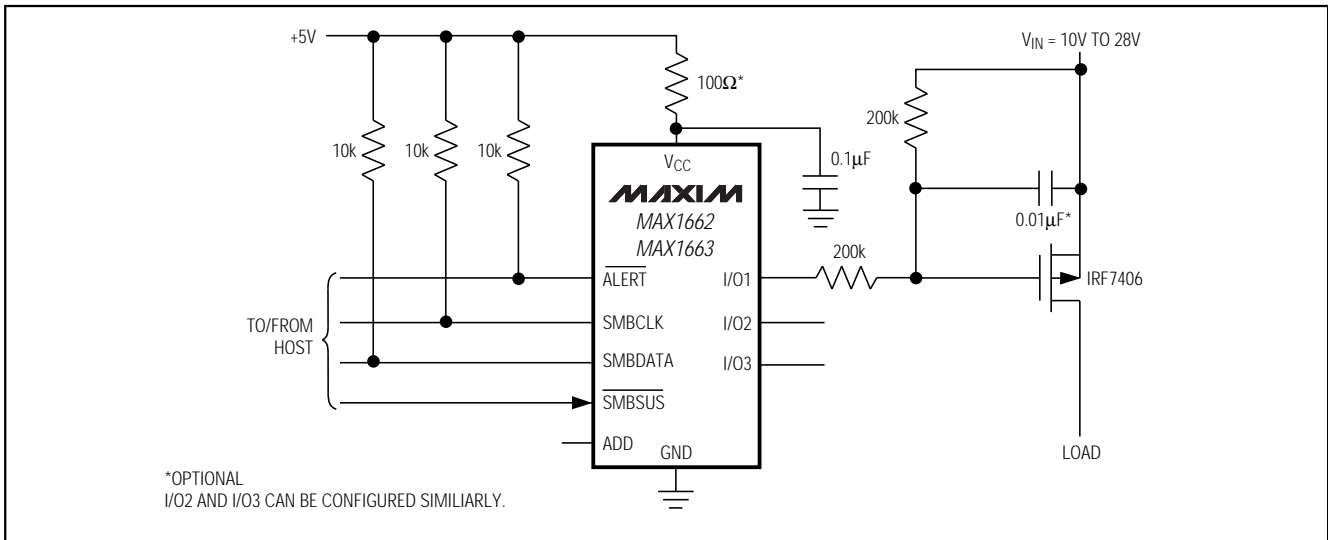 +5V
VIN = 10V TO 28V
100Ω*
200k
10k
10k
10k
VCC
0.1µF
MAXIM
MAX1662
MAX1663
0.01µF*
200k
ALERT
I/O1
IRF7406
TO/FROM
HOST
SMBCLK
I/O2
SMBDATA
I/O3
SMBSUS
ADD
GND
LOAD
*OPTIONAL
I/O2 AND I/O3 CAN BE CONFIGURED SIMILIARLY.